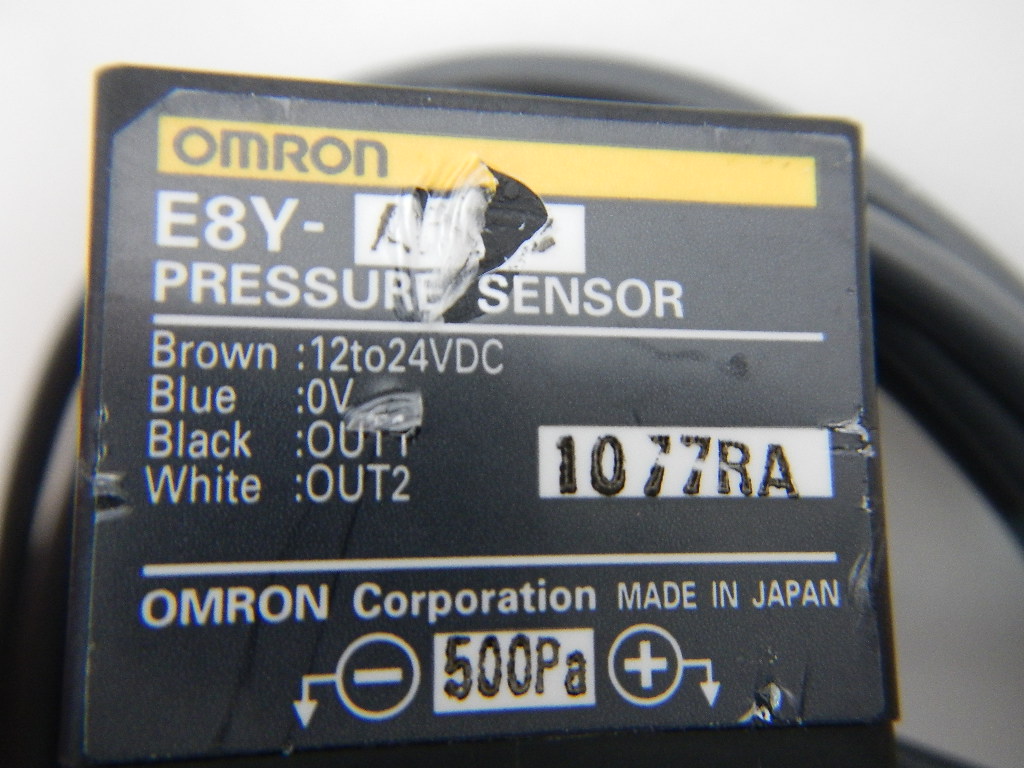 OMRON
E8Y-
PRESSURE SENSOR
Brown :12to24VDC
Blue :0V
Black :OUT1
White :OUT2
1077RA
OMRON Corporation MADE IN JAPAN
- 500Pa +